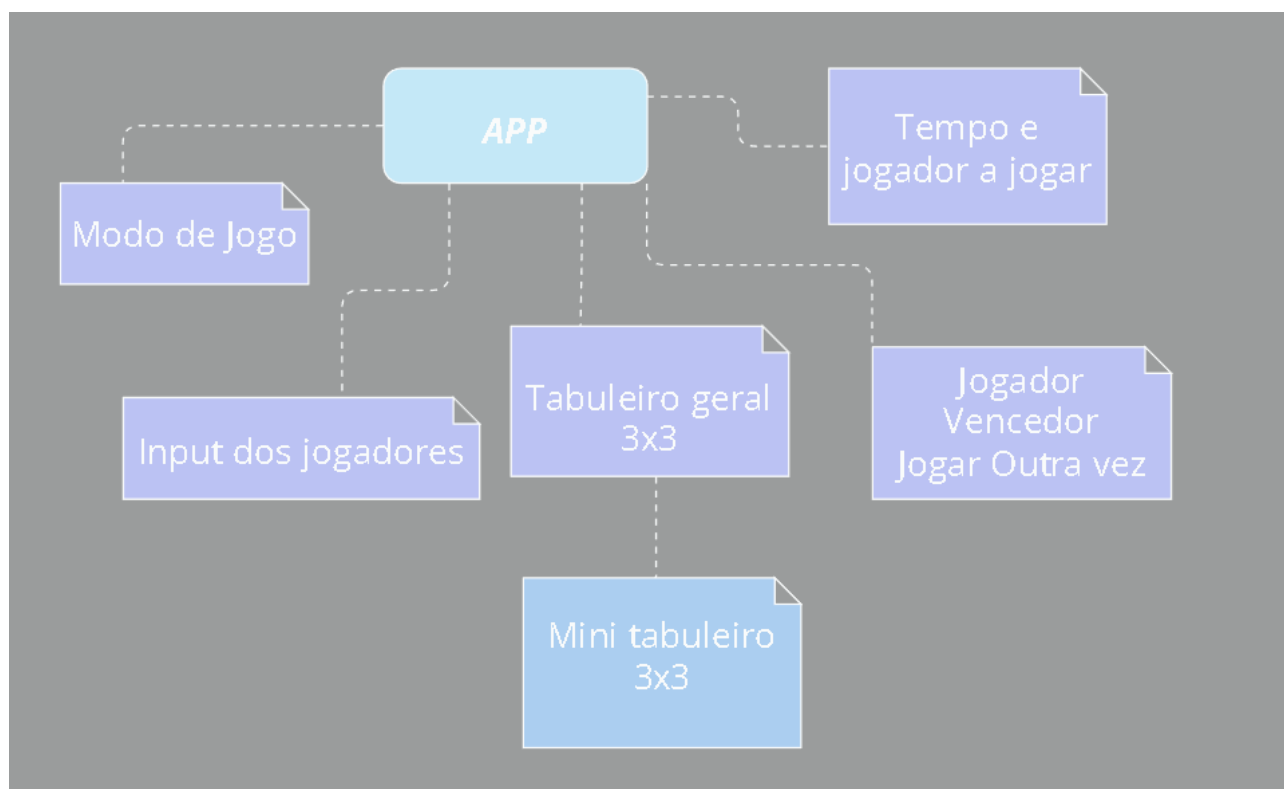 APP
Tempo e
jogador a jogar
Modo de Jogo
Input dos jogadores
Tabuleiro geral
3x3
Jogador
Vencedor
Jogar Outra vez
Mini tabuleiro
3x3